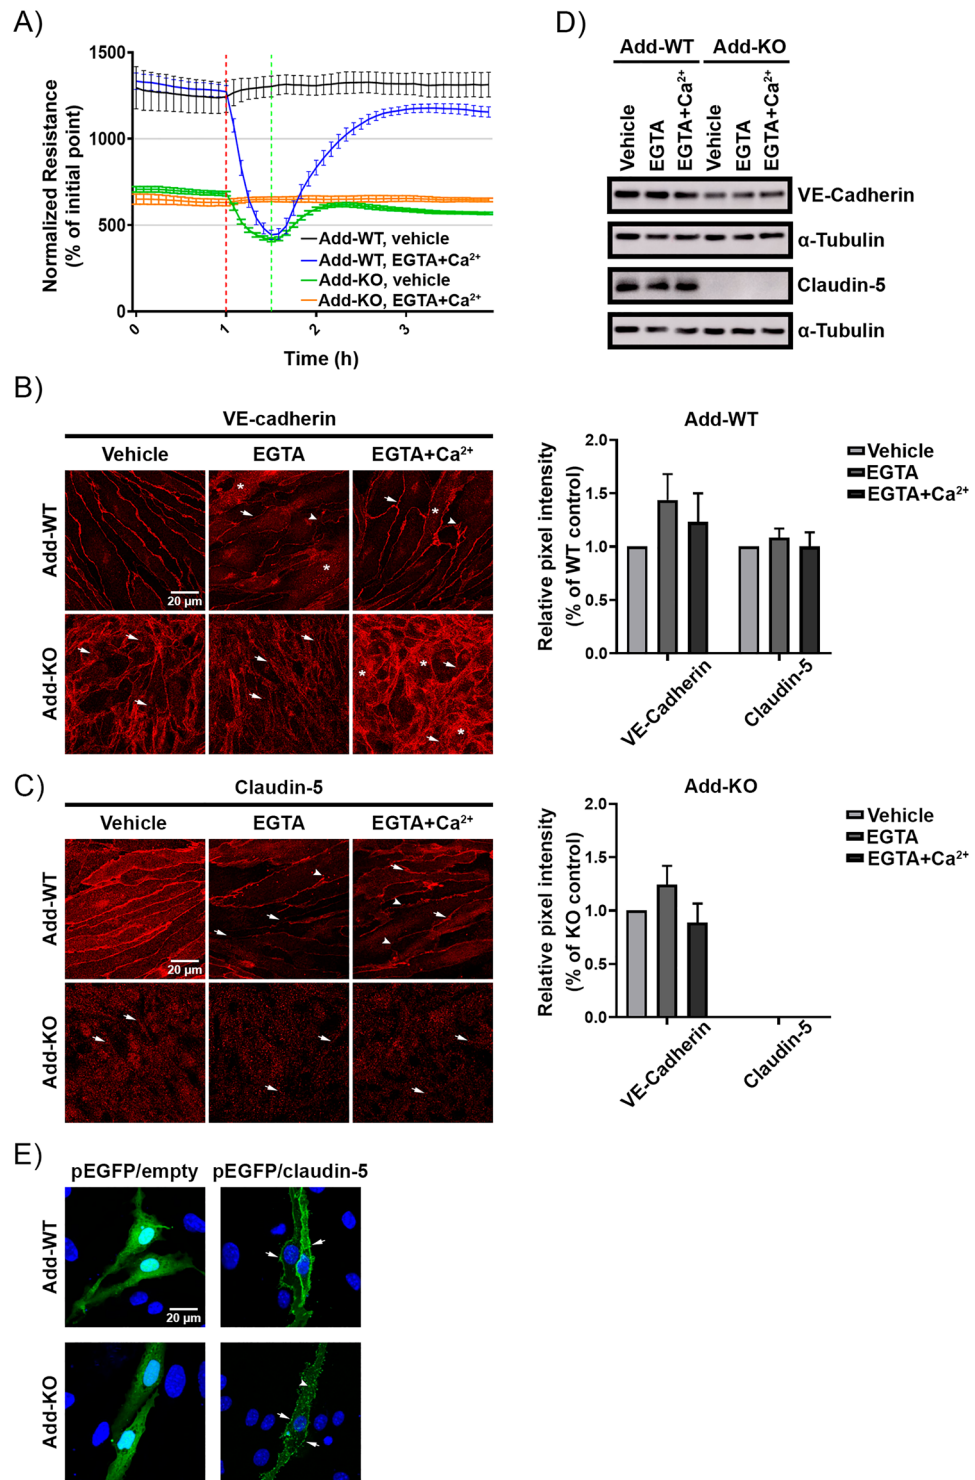 A)
1500
1000
500
0
Normalized Resistance
(% of initial point)
Add-WT, vehicle
Add-WT, EGTA+Ca²⁺
Add-KO, vehicle
Add-KO, EGTA+Ca²⁺
0 1 2 3
Time (h)
D)
Add-WT Add-KO
Vehicle EGTA EGTA+Ca²⁺ Vehicle EGTA EGTA+Ca²⁺
VE-Cadherin
α-Tubulin
Claudin-5
α-Tubulin
B)
VE-cadherin
Vehicle EGTA EGTA+Ca²⁺
Add-WT
* * *
20 µm
Add-KO
* * *
Add-WT
Relative pixel intensity
(% of WT control)
2.0
1.5
1.0
0.5
0.0
VE-Cadherin Claudin-5
Vehicle
EGTA
EGTA+Ca²⁺
C)
Claudin-5
Vehicle EGTA EGTA+Ca²⁺
Add-WT
20 µm
Add-KO
Add-KO
Relative pixel intensity
(% of KO control)
2.0
1.5
1.0
0.5
0.0
VE-Cadherin Claudin-5
Vehicle
EGTA
EGTA+Ca²⁺
E)
pEGFP/empty pEGFP/claudin-5
Add-WT
20 µm
Add-KO